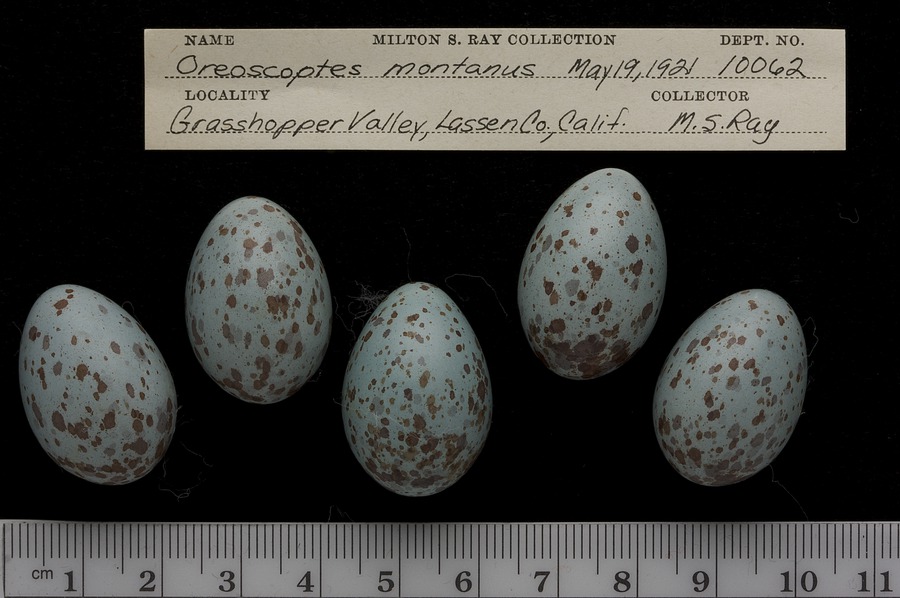 NAME MILTON S. RAY COLLECTION DEPT. NO.
Oreoscoptes montanus May 19, 1921 10062
LOCALITY COLLECTOR
Grasshopper Valley, Lassen Co., Calif. M. S. Ray
cm 1 2 3 4 5 6 7 8 9 10 11